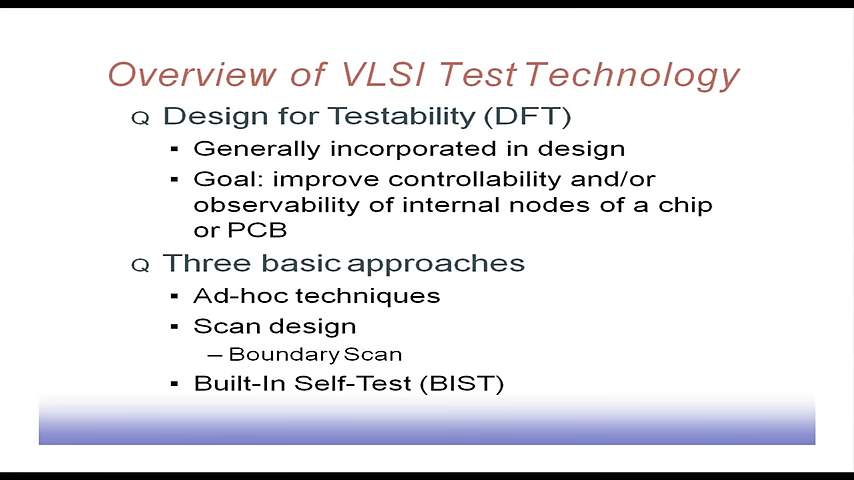 Overview of VLSI Test Technology
Q Design for Testability (DFT)
▪ Generally incorporated in design
▪ Goal: improve controllability and/or
observability of internal nodes of a chip
or PCB
Q Three basic approaches
▪ Ad-hoc techniques
▪ Scan design
– Boundary Scan
▪ Built-In Self-Test (BIST)